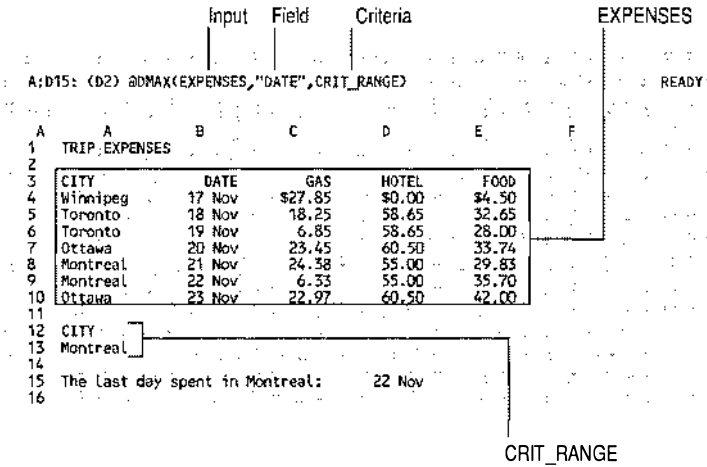 Input Field Criteria EXPENSES
A:D15: (D2) @DMAX(EXPENSES,"DATE",CRIT_RANGE) READY
A A B C D E F
1 TRIP EXPENSES
2
3 CITY DATE GAS HOTEL FOOD
4 Winnipeg 17 Nov $27.85 $0.00 $4.50
5 Toronto 18 Nov 18.25 58.65 32.65
6 Toronto 19 Nov 6.85 58.65 28.00
7 Ottawa 20 Nov 23.45 60.50 33.74
8 Montreal 21 Nov 24.38 55.00 29.83
9 Montreal 22 Nov 6.33 55.00 35.70
10 Ottawa 23 Nov 22.97 60.50 42.00
11
12 CITY
13 Montreal
14
15 The last day spent in Montreal: 22 Nov
16
CRIT_RANGE